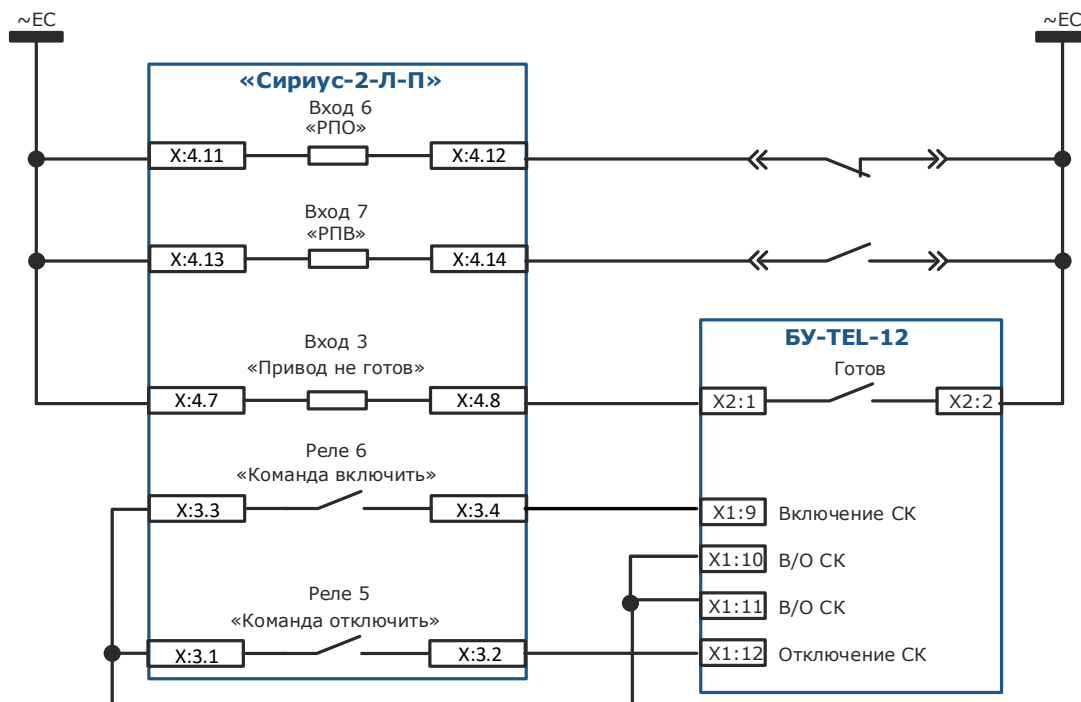 ~ЕС
~ЕС
«Сириус-2-Л-П»
Вход 6
«РПО»
X:4.11
X:4.12
Вход 7
«РПВ»
X:4.13
X:4.14
БУ-TEL-12
Вход 3
«Привод не готов»
Готов
X:4.7
X:4.8
X2:1
X2:2
Реле 6
«Команда включить»
X:3.3
X:3.4
X1:9
Включение СК
X1:10
В/О СК
Реле 5
«Команда отключить»
X1:11
В/О СК
X:3.1
X:3.2
X1:12
Отключение СК